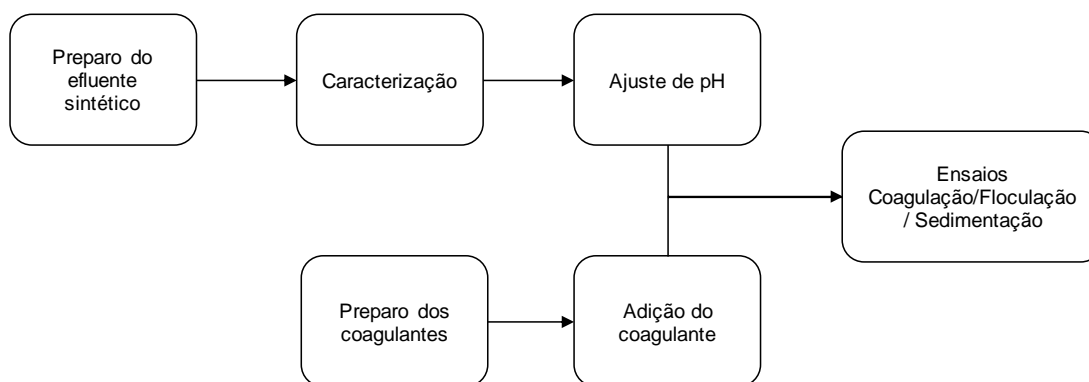 Preparo do
efluente
sintético
Caracterização
Ajuste de pH
Ensaios
Coagulação/Floculação
/ Sedimentação
Preparo dos
coagulantes
Adição do
coagulante